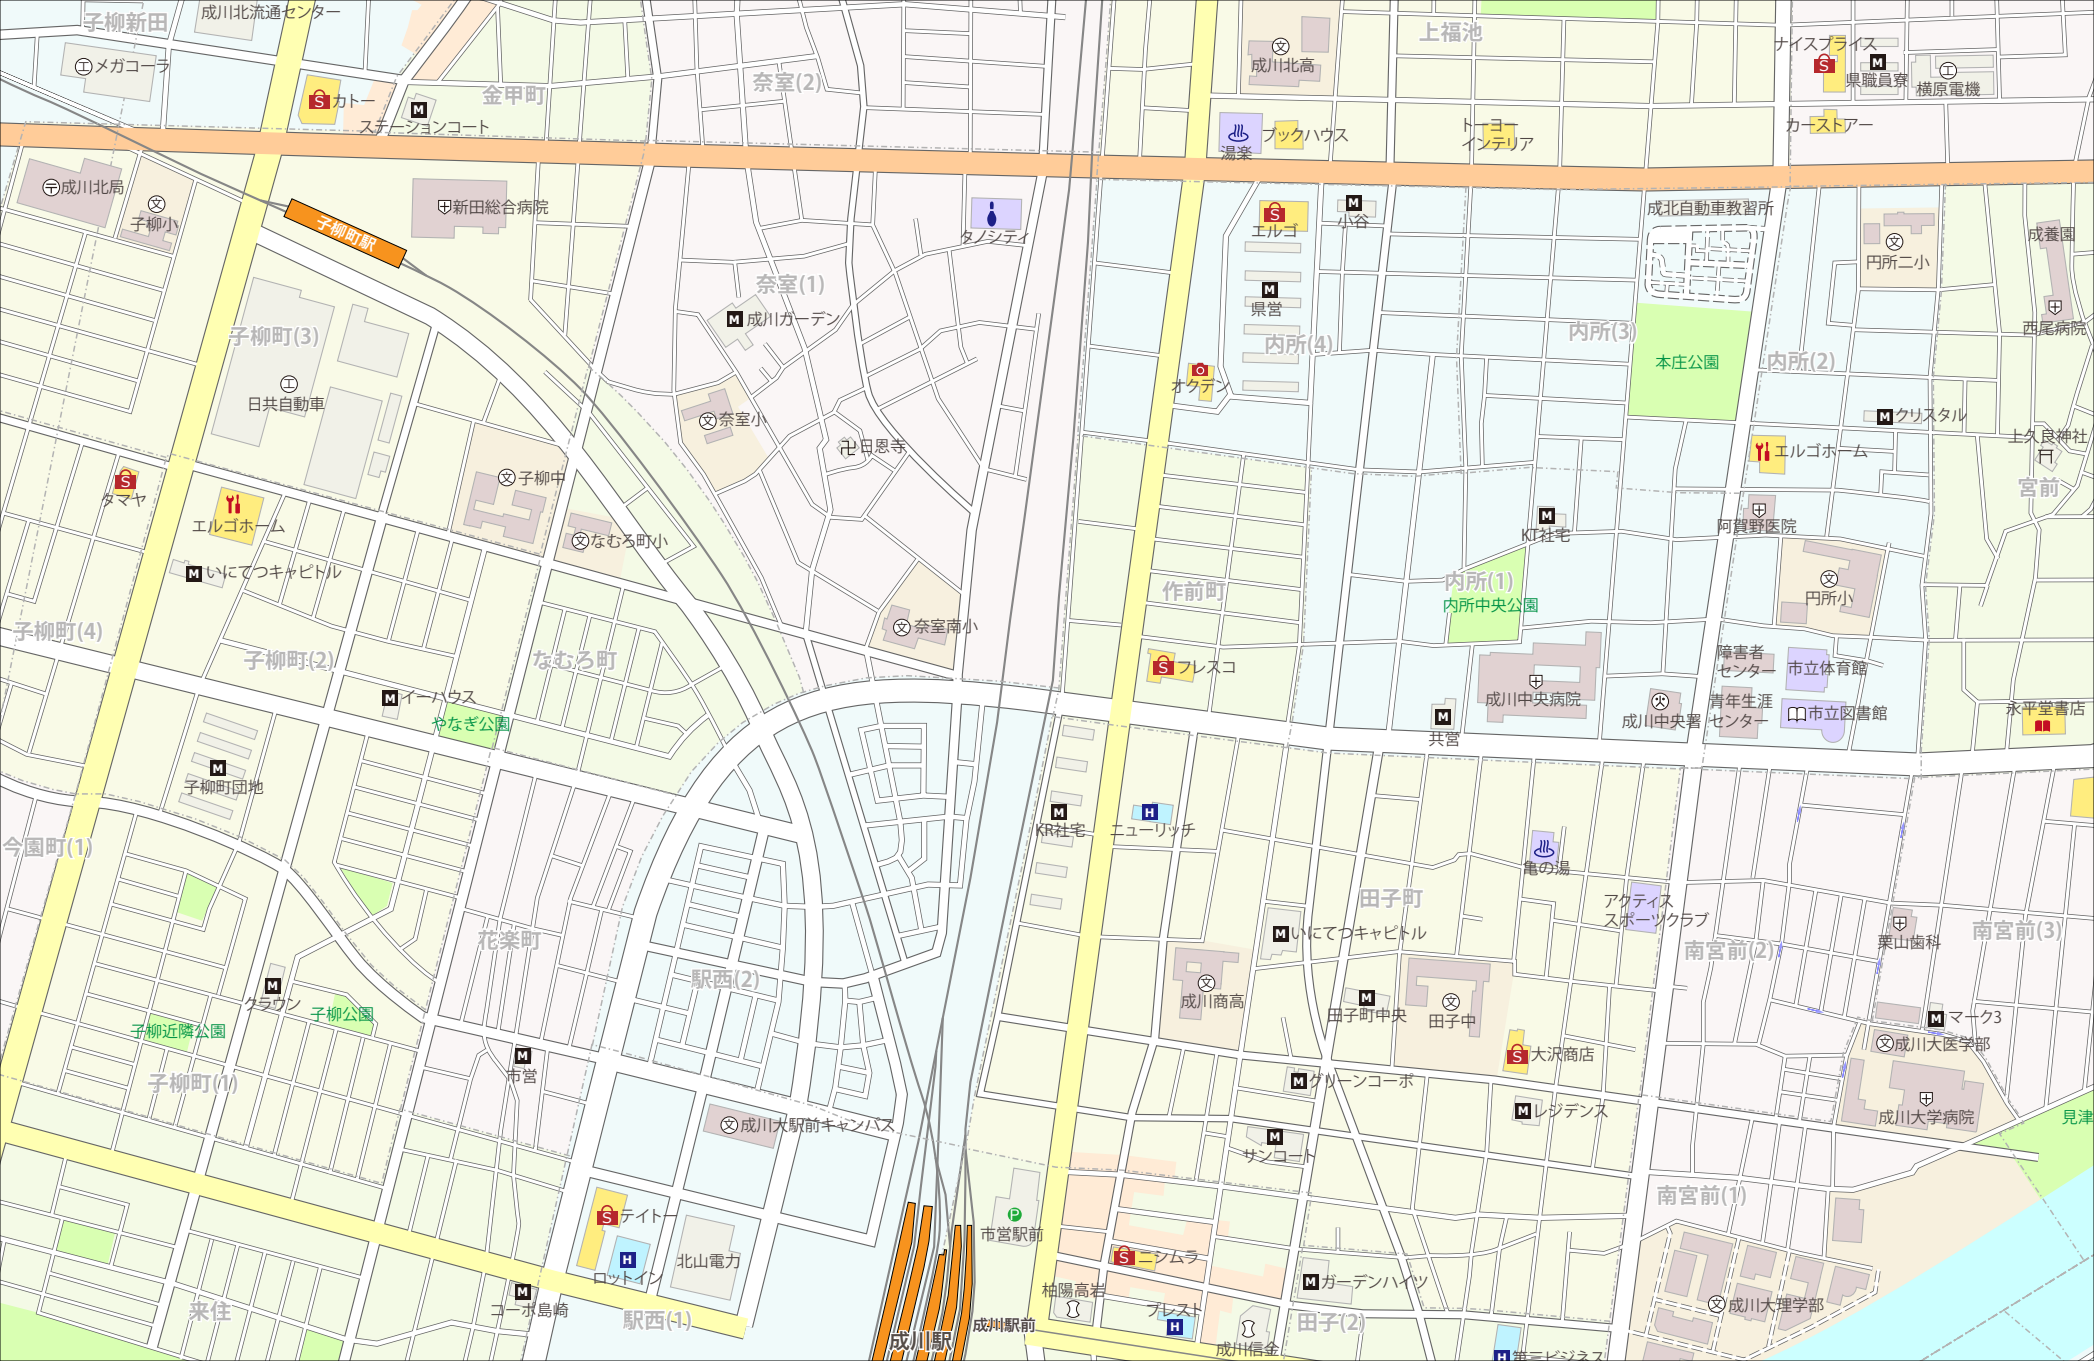 子柳新田
成川北流通センター
メガコーラ
カトー
ステーションコート
金甲町
奈室(2)
成川北高
上福池
ナイスプライス
県職員寮
横原電機
湯楽
ブックハウス
トーヨー
インテリア
カーストアー
成川北局
子柳小
子柳町駅
新田総合病院
タノシティ
エルゴ
小谷
成北自動車教習所
円所二小
成養園
西尾病院
奈室(1)
成川ガーデン
県営
内所(4)
内所(3)
本庄公園
内所(2)
子柳町(3)
日共自動車
オクデン
奈室小
日恩寺
クリスタル
上久良神社
エルゴホーム
宮前
タマヤ
エルゴホーム
子柳中
なむろ町小
KT社宅
阿賀野医院
いにてつキャピトル
作前町
内所(1)
内所中央公園
円所小
子柳町(4)
子柳町(2)
なむろ町
奈室南小
フレスコ
障害者
センター
市立体育館
成川中央病院
成川中央署
青年生涯
センター
市立図書館
永平堂書店
イーハウス
やなぎ公園
共営
子柳町団地
KR社宅
ニューリッチ
今園町(1)
亀の湯
田子町
アクティス
スポーツクラブ
花楽町
いにてつキャピトル
南宮前(2)
栗山歯科
南宮前(3)
駅西(2)
クラウン
子柳公園
子柳近隣公園
成川商高
田子町中央
田子中
マーク3
成川大医学部
大沢商店
子柳町(1)
市営
グリーンコーポ
レジデンス
成川大学病院
見津
成川大駅前キャンパス
サンコート
南宮前(1)
テイトー
ロットイン
北山電力
市営駅前
ニシムラ
ガーデンハイツ
柏陽高岩
フレスト
成川大理学部
コーポ島崎
来住
駅西(1)
成川駅
成川駅前
成川信金
田子(2)
第三ビジネス